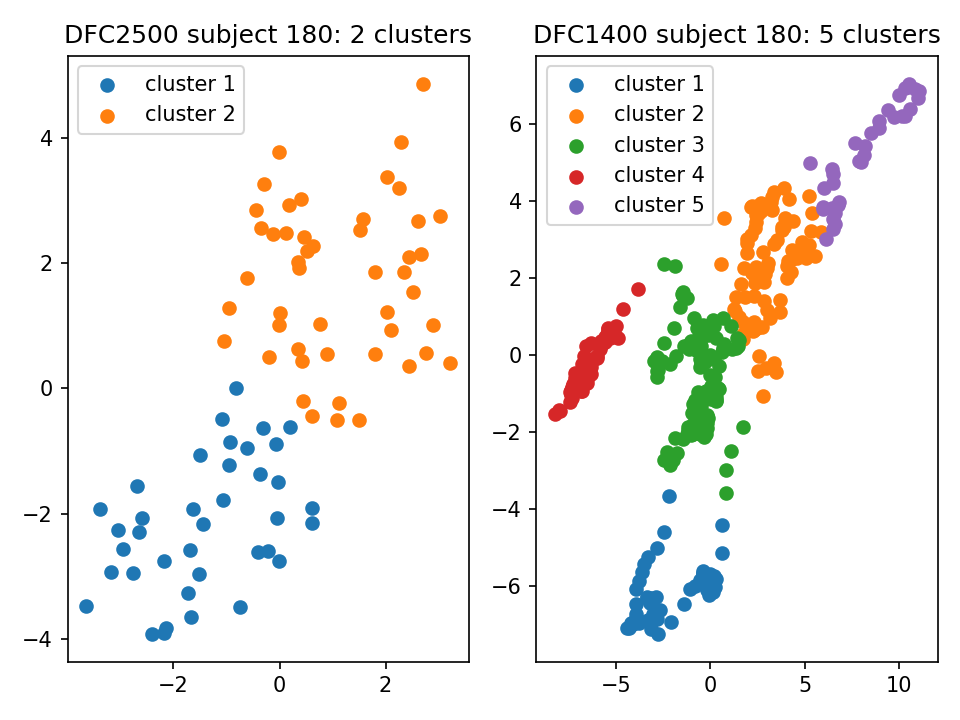 DFC2500 subject 180: 2 clusters
cluster 1
cluster 2
4
2
0
−2
−4
−2
0
2
DFC1400 subject 180: 5 clusters
cluster 1
cluster 2
cluster 3
cluster 4
cluster 5
6
4
2
0
−2
−4
−6
−5
0
5
10